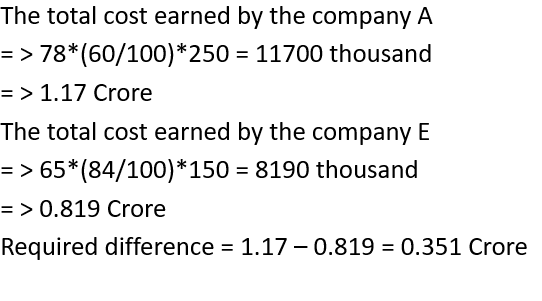 The total cost earned by the company A
= > 78*(60/100)*250 = 11700 thousand
= > 1.17 Crore
The total cost earned by the company E
= > 65*(84/100)*150 = 8190 thousand
= > 0.819 Crore
Required difference = 1.17 – 0.819 = 0.351 Crore